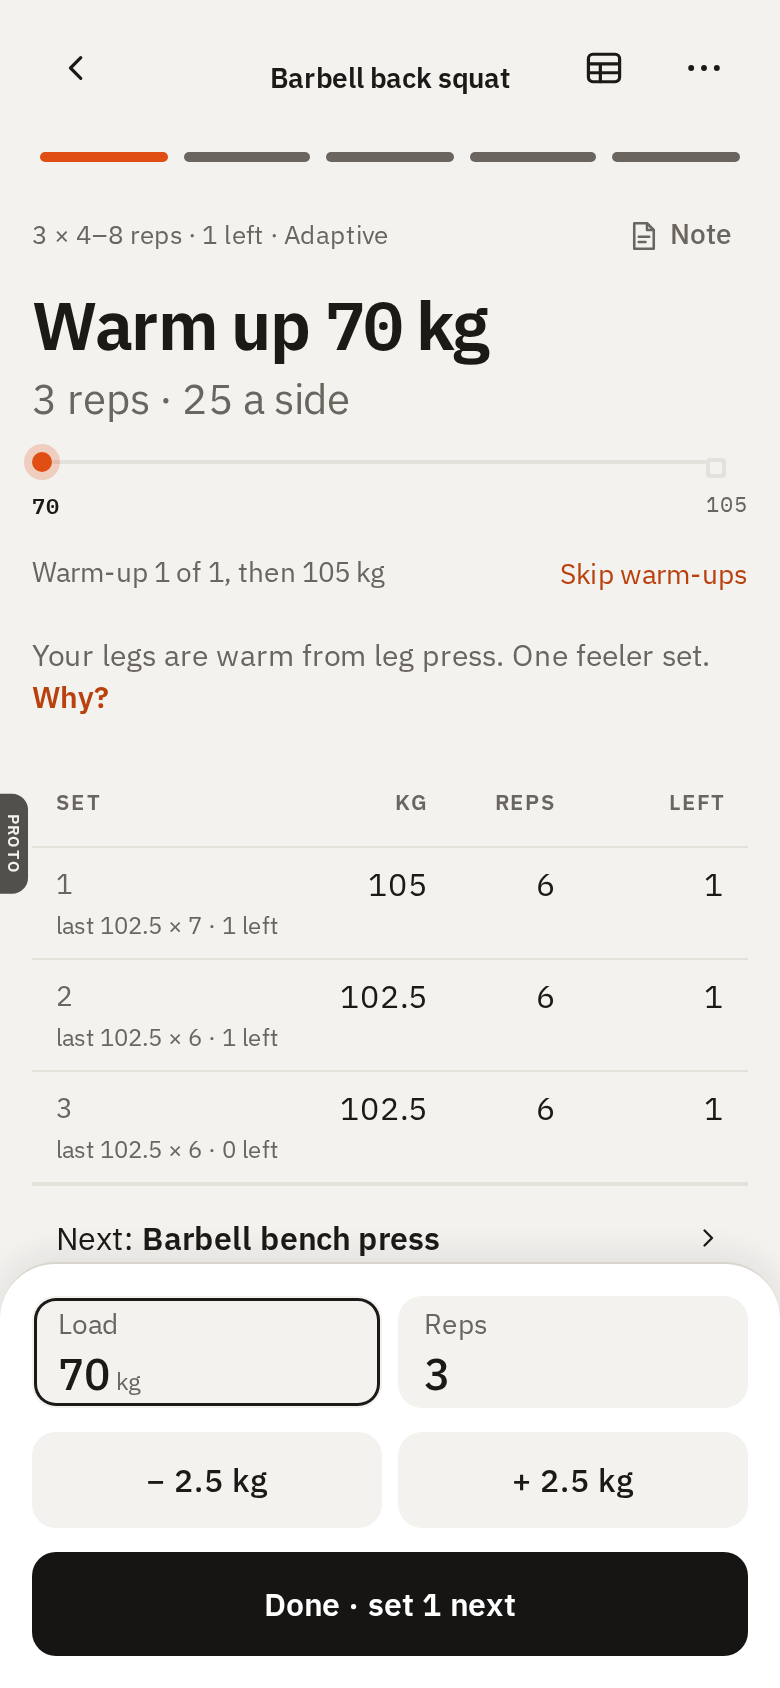 Barbell back squat
3 × 4–8 reps · 1 left · Adaptive
Note
Warm up 70 kg
3 reps · 25 a side
70
105
Warm-up 1 of 1, then 105 kg
Skip warm-ups
Your legs are warm from leg press. One feeler set.
Why?
PROTO
SET KG REPS LEFT
1 105 6 1
last 102.5 × 7 · 1 left
2 102.5 6 1
last 102.5 × 6 · 1 left
3 102.5 6 1
last 102.5 × 6 · 0 left
Next: Barbell bench press
Load
70 kg
Reps
3
− 2.5 kg
+ 2.5 kg
Done · set 1 next